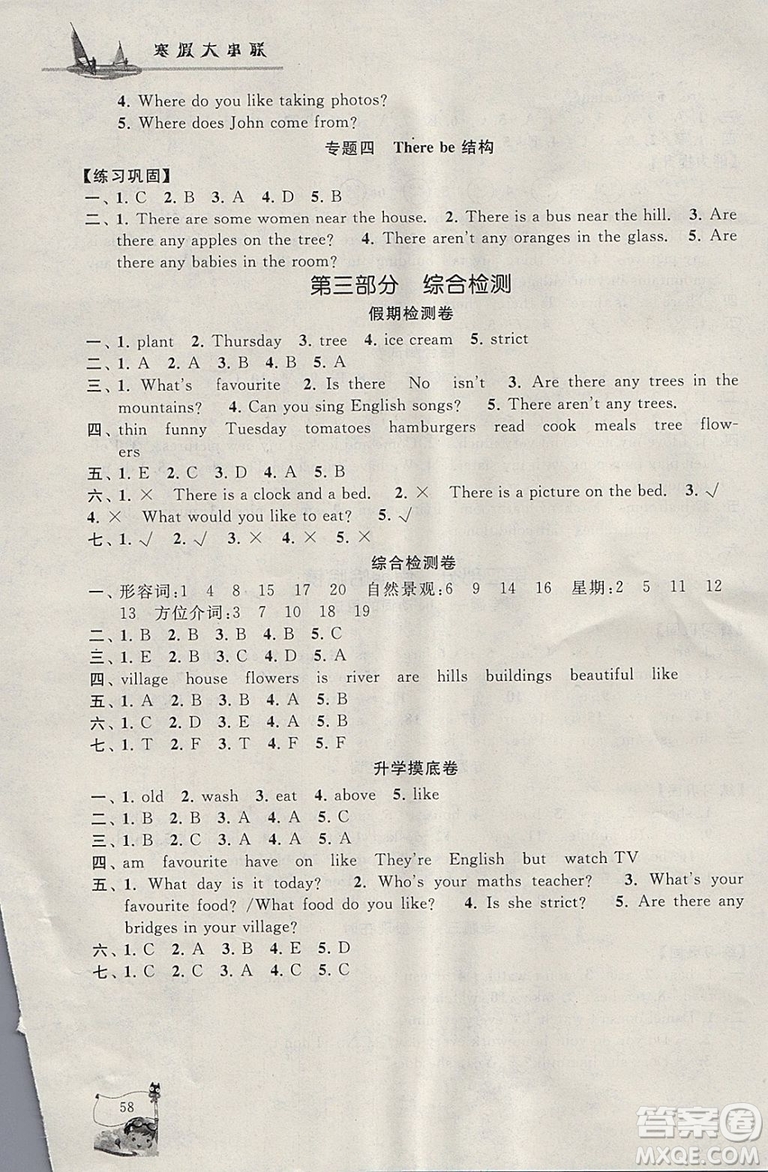 寒假大串联
4. Where do you like taking photos?
5. Where does John come from?
专题四 There be 结构
【练习巩固】
一、1. C 2. B 3. A 4. D 5. B
二、1. There are some women near the house. 2. There is a bus near the hill. 3. Are
there any apples on the tree? 4. There aren't any oranges in the glass. 5. Are
there any babies in the room?
第三部分 综合检测
假期检测卷
一、1. plant 2. Thursday 3. tree 4. ice cream 5. strict
二、1. A 2. A 3. B 4. B 5. A
三、1. What's favourite 2. Is there No isn't 3. Are there any trees in the
mountains? 4. Can you sing English songs? 5. There aren't any trees.
四、thin funny Tuesday tomatoes hamburgers read cook meals tree flow-
ers
五、1. E 2. C 3. D 4. B 5. A
六、1. × There is a clock and a bed. 2. × There is a picture on the bed. 3. √
4. × What would you like to eat? 5. √
七、1. √ 2. √ 3. × 4. × 5. ×
综合检测卷
一、形容词:1 4 8 15 17 20 自然景观:6 9 14 16 星期:2 5 11 12
13 方位介词:3 7 10 18 19
二、1. B 2. B 3. B 4. B 5. C
三、1. E 2. B 3. A 4. C 5. D
四、village house flowers is river are hills buildings beautiful like
五、1. A 2. B 3. B 4. A 5. B
六、1. C 2. D 3. E 4. B 5. A
七、1. T 2. F 3. F 4. T 5. T
升学摸底卷
一、1. old 2. wash 3. eat 4. above 5. like
二、1. B 2. C 3. A 4. C 5. A
三、1. B 2. C 3. A 4. C 5. A
四、am favourite have on like They're English but watch TV
五、1. What day is it today? 2. Who's your maths teacher? 3. What's your
favourite food? /What food do you like? 4. Is she strict? 5. Are there any
bridges in your village?
六、1. C 2. A 3. B 4. E 5. D
七、1. C 2. A 3. C 4. A 5. C
58
答案圈
MXQE.COM